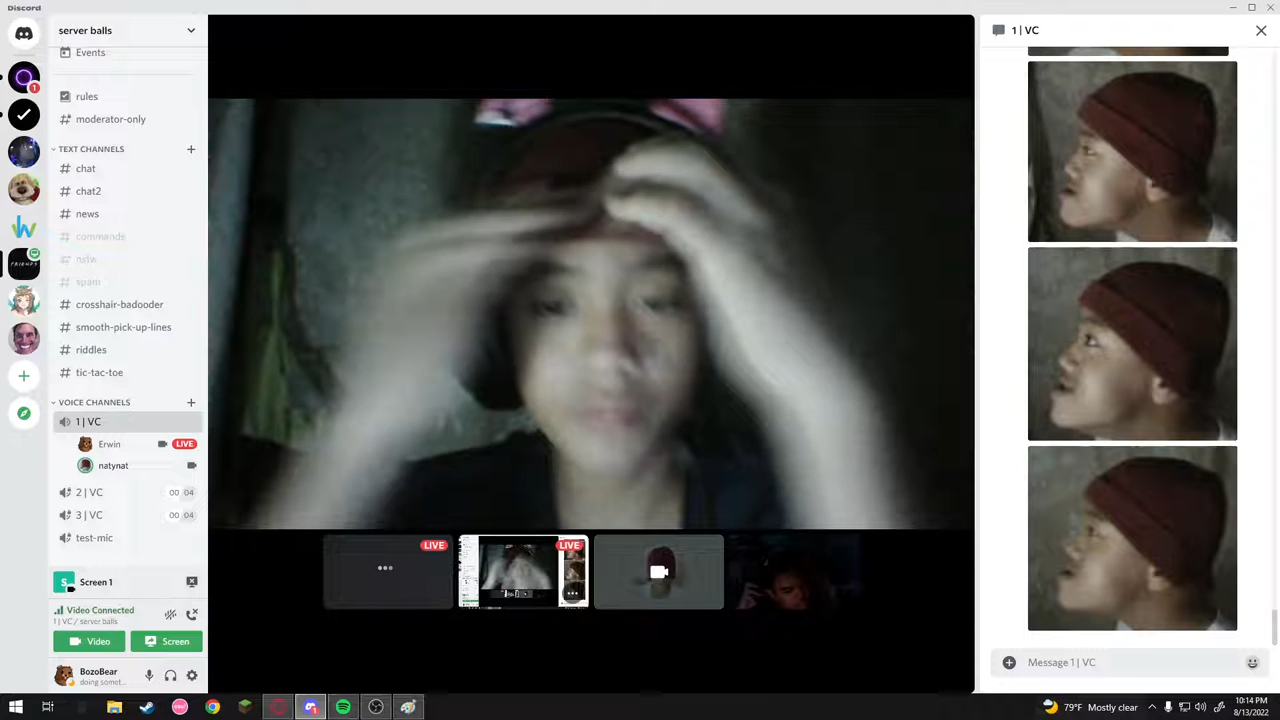 Discord
server balls
1 | VC
Events
rules
moderator-only
TEXT CHANNELS
chat
chat2
news
commands
nsfw
spam
crosshair-badooder
smooth-pick-up-lines
riddles
tic-tac-toe
VOICE CHANNELS
1 | VC
Erwin
LIVE
natynat
2 | VC
00 04
3 | VC
00 04
test-mic
LIVE
LIVE
Screen 1
Video Connected
1 | VC / server balls
Video
Screen
BozoBear
doing somet...
Message 1 | VC
79°F Mostly clear
10:14 PM
8/13/2022